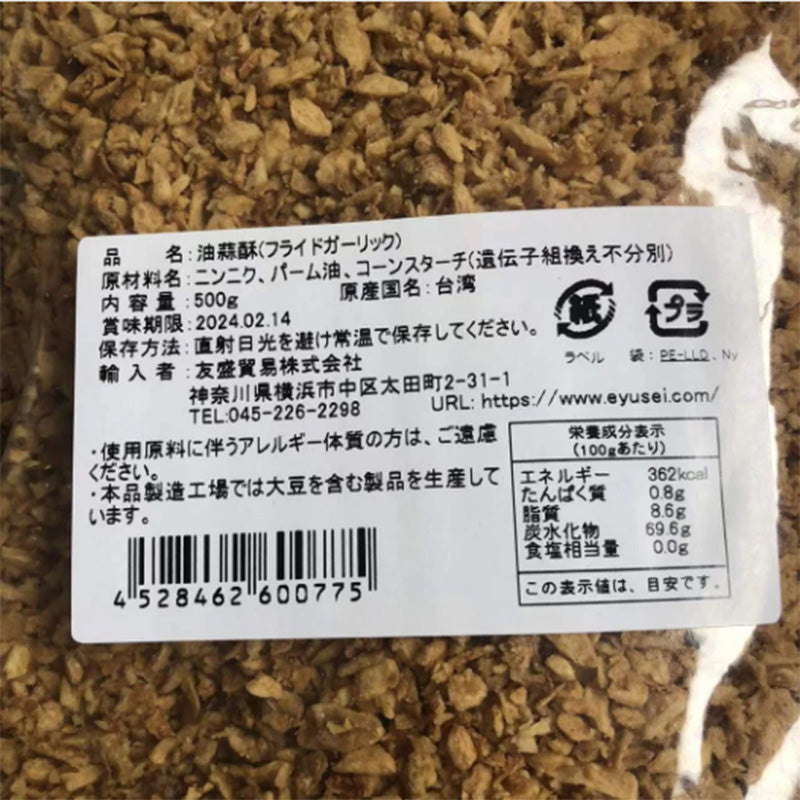 品 名:油蒜酥(フライドガーリック)
原材料名:ニンニク、パーム油、コーンスターチ(遺伝子組換え不分別)
内容量:500g 原産国名:台湾
賞味期限:2024.02.14
保存方法:直射日光を避け常温で保存してください。
輸入者:友盛貿易株式会社
神奈川県横浜市中区太田町2-31-1
TEL:045-226-2298 URL: https://www.eyusei.com/
紙 プラ
ラベル 袋:PE-LLD、Ny
・使用原料に伴うアレルギー体質の方は、ご遠慮
ください。
・本品製造工場では大豆を含む製品を生産して
います。
栄養成分表示
(100gあたり)
エネルギー 362kcal
たんぱく質 0.8g
脂質 8.6g
炭水化物 69.6g
食塩相当量 0.0g
この表示値は、目安です。
4 528462 600775